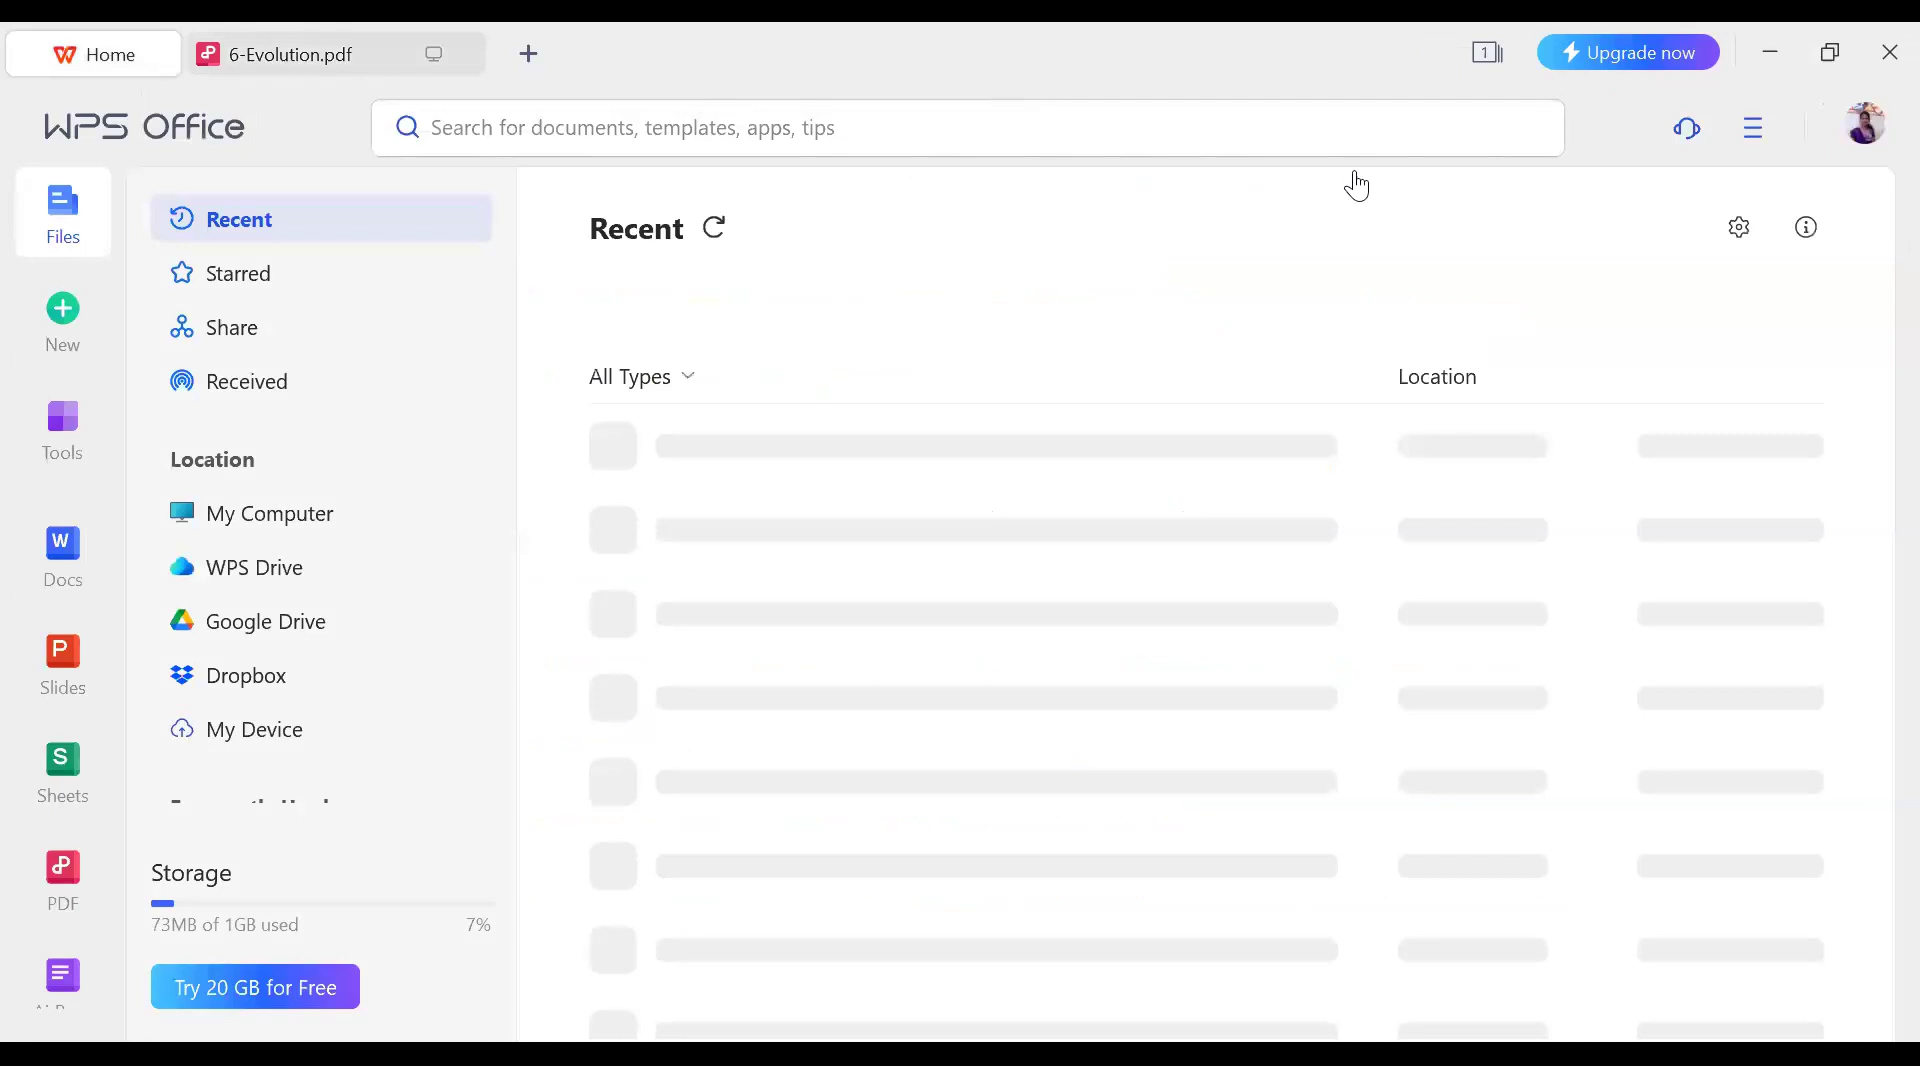 Home
6-Evolution.pdf
1
Upgrade now
WPS Office
Search for documents, templates, apps, tips
Files
New
Tools
W
Docs
P
Slides
S
Sheets
PDF
Recent
Starred
Share
Received
Location
My Computer
WPS Drive
Google Drive
Dropbox
My Device
Storage
73MB of 1GB used 7%
Try 20 GB for Free
Recent
All Types Location